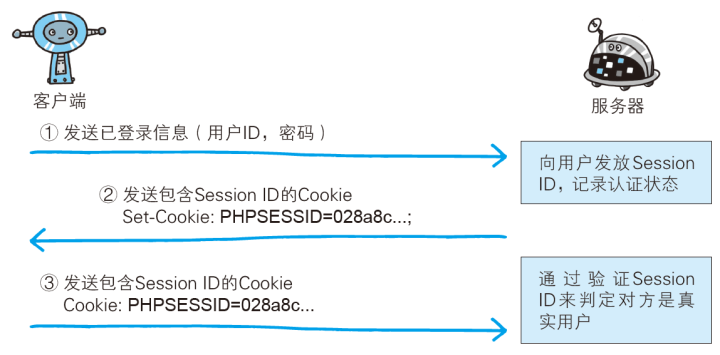 客户端
服务器
① 发送已登录信息（用户ID，密码）
向用户发放Session
ID，记录认证状态
② 发送包含Session ID的Cookie
Set-Cookie: PHPSESSID=028a8c...;
③ 发送包含Session ID的Cookie
Cookie: PHPSESSID=028a8c...
通过验证Session
ID来判定对方是真
实用户